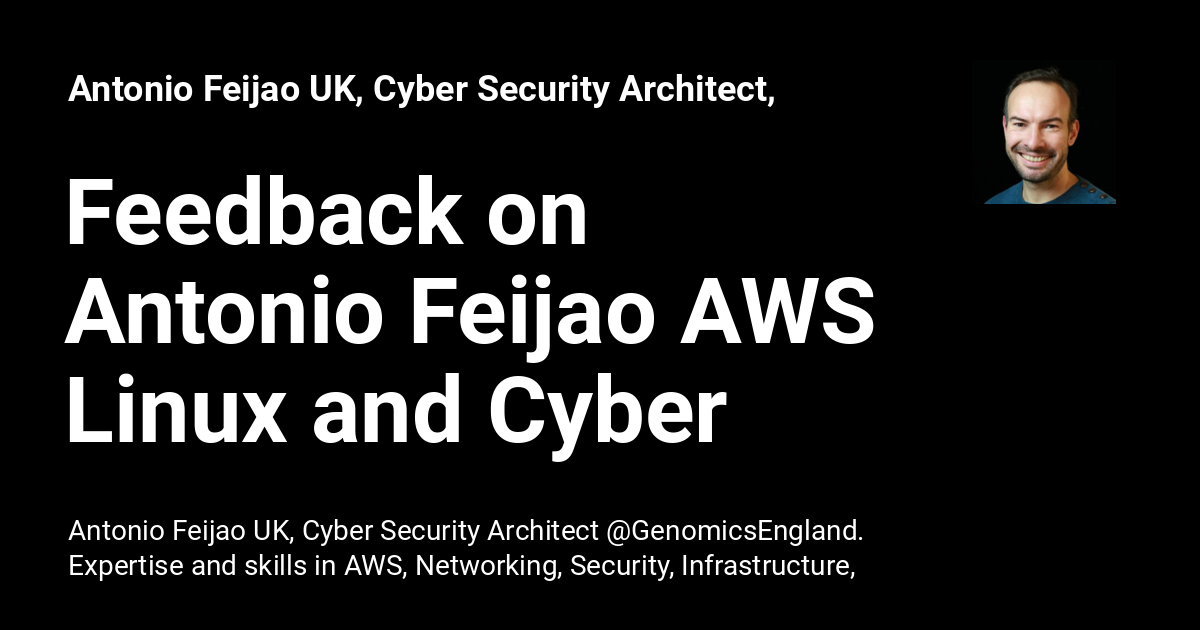 Antonio Feijao UK, Cyber Security Architect,
Feedback on
Antonio Feijao AWS
Linux and Cyber
Antonio Feijao UK, Cyber Security Architect @GenomicsEngland.
Expertise and skills in AWS, Networking, Security, Infrastructure,